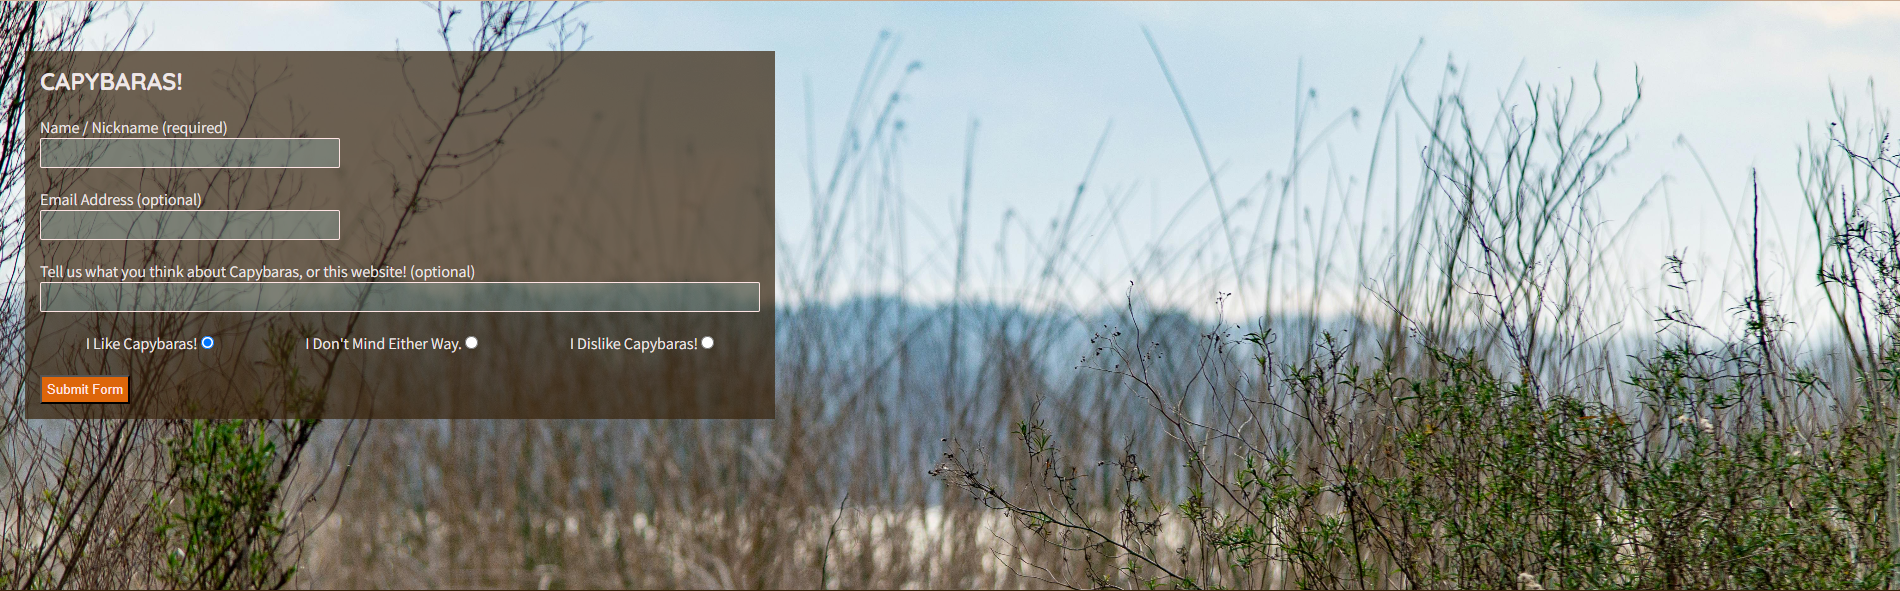 CAPYBARAS!
Name / Nickname (required)
Email Address (optional)
Tell us what you think about Capybaras, or this website! (optional)
I Like Capybaras! I Don't Mind Either Way. I Dislike Capybaras!
Submit Form